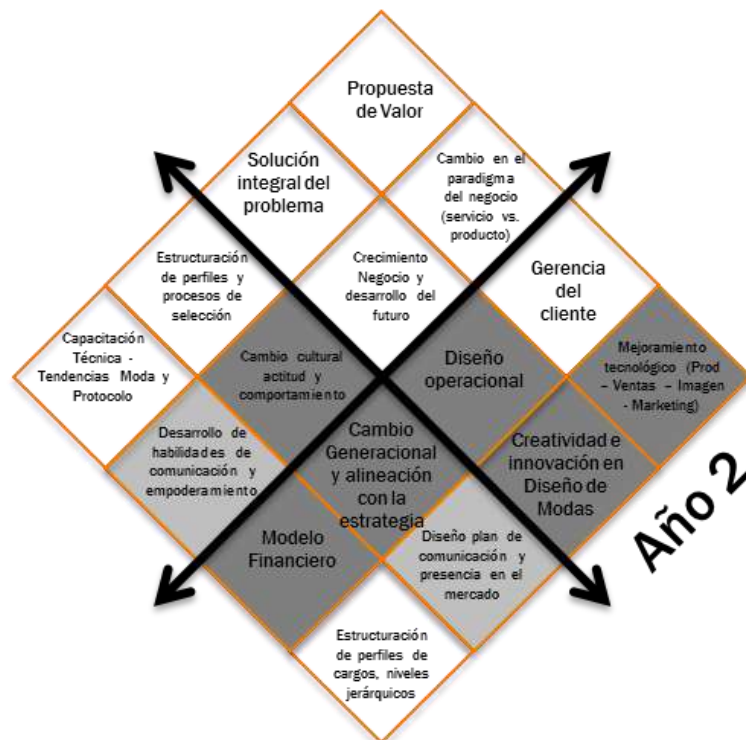 Propuesta
de Valor
Solución
integral del
problema
Cambio en el
paradigma
del negocio
(servicio vs.
producto)
Estructuración
de perfiles y
procesos de
selección
Crecimiento
Negocio y
desarrollo del
futuro
Gerencia
del
cliente
Capacitación
Técnica -
Tendencias Moda y
Protocolo
Cambio cultural
actitud y
comportamiento
Diseño
operacional
Mejoramiento
tecnológico (Prod
– Ventas – Imagen
- Marketing)
Desarrollo de
habilidades de
comunicación y
empoderamiento
Cambio
Generacional
y alineación
con la
estrategia
Creatividad e
innovación en
Diseño de
Modas
Año 2
Modelo
Financiero
Diseño plan de
comunicación y
presencia en el
mercado
Estructuración
de perfiles de
cargos, niveles
jerárquicos